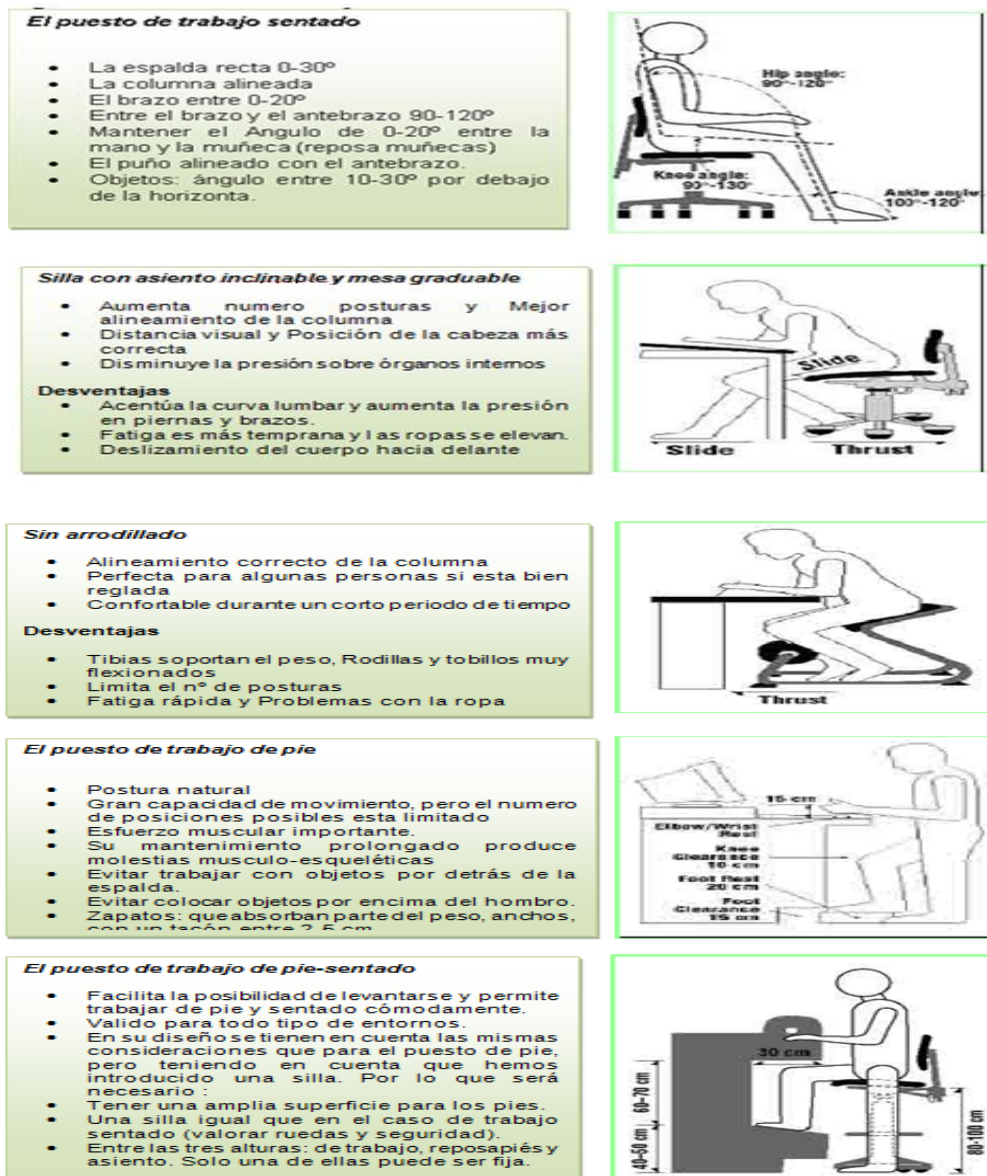 El puesto de trabajo sentado
• La espalda recta 0-30º
• La columna alineada
• El brazo entre 0-20º
• Entre el brazo y el antebrazo 90-120º
• Mantener el Angulo de 0-20º entre la
mano y la muñeca (reposa muñecas)
• El puño alineado con el antebrazo.
• Objetos: ángulo entre 10-30º por debajo
de la horizonta.
Hip angle:
90°-120°
Knee angle:
90°-130°
Ankle angle:
100°-120°
Silla con asiento inclinable y mesa graduable
• Aumenta numero posturas y Mejor
alineamiento de la columna
• Distancia visual y Posición de la cabeza más
correcta
• Disminuye la presión sobre órganos internos
Desventajas
• Acentúa la curva lumbar y aumenta la presión
en piernas y brazos.
• Fatiga es más temprana y las ropas se elevan.
• Deslizamiento del cuerpo hacia delante
Slide
Slide Thrust
Sin arrodillado
• Alineamiento correcto de la columna
• Perfecta para algunas personas si esta bien
reglada
• Confortable durante un corto periodo de tiempo
Desventajas
• Tibias soportan el peso, Rodillas y tobillos muy
flexionados
• Limita el nº de posturas
• Fatiga rápida y Problemas con la ropa
Thrust
El puesto de trabajo de pie
• Postura natural
• Gran capacidad de movimiento, pero el numero
de posiciones posibles esta limitado
• Esfuerzo muscular importante.
• Su mantenimiento prolongado produce
molestias musculo-esqueléticas
• Evitar trabajar con objetos por detrás de la
espalda.
• Evitar colocar objetos por encima del hombro.
• Zapatos: que absorban parte del peso, anchos,
con un tacón entre 2-5 cm
15 cm
Elbow/Wrist
Rest
Knee
Clearance
10 cm
Foot Rest
20 cm
Foot
Clearance
15 cm
El puesto de trabajo de pie-sentado
• Facilita la posibilidad de levantarse y permite
trabajar de pie y sentado cómodamente.
• Valido para todo tipo de entornos.
• En su diseño se tienen en cuenta las mismas
consideraciones que para el puesto de pie,
pero teniendo en cuenta que hemos
introducido una silla. Por lo que será
necesario :
• Tener una amplia superficie para los pies.
• Una silla igual que en el caso de trabajo
sentado (valorar ruedas y seguridad).
• Entre las tres alturas: de trabajo, reposapiés y
asiento. Solo una de ellas puede ser fija.
30 cm
60-70 cm
40-50 cm
80-100 cm